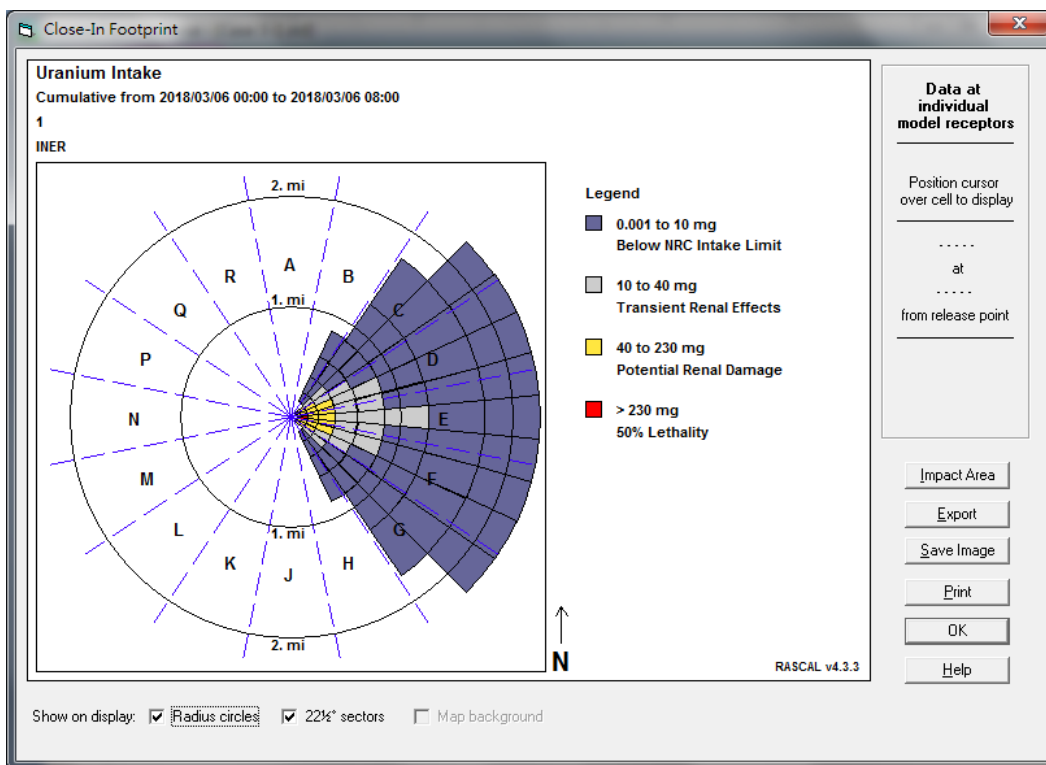 Close-In Footprint
Uranium Intake
Cumulative from 2018/03/06 00:00 to 2018/03/06 08:00
1
INER
2. mi
R
A
B
Q
1. mi
C
P
D
N
E
M
F
L
1. mi
G
K
J
H
2. mi
Legend
0.001 to 10 mg
Below NRC Intake Limit
10 to 40 mg
Transient Renal Effects
40 to 230 mg
Potential Renal Damage
> 230 mg
50% Lethality
N
RASCAL v4.3.3
Data at
individual
model receptors
Position cursor
over cell to display
- - - - -
at
- - - - -
from release point
Impact Area
Export
Save Image
Print
OK
Help
Show on display: Radius circles 22½° sectors Map background